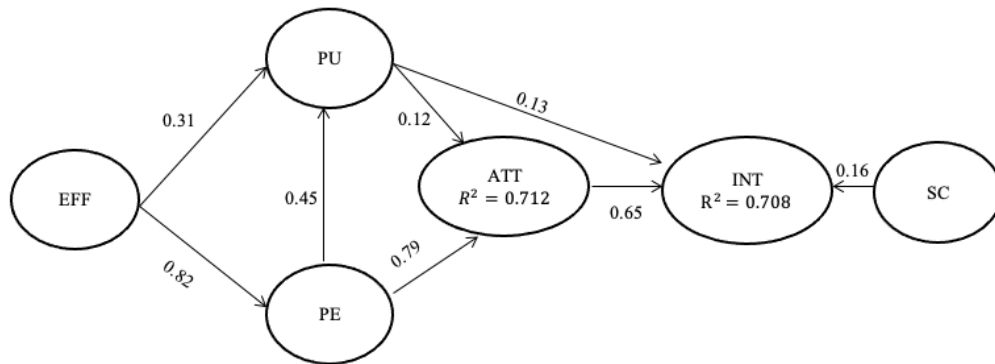 PU
0.31
0.12
0.13
EFF
0.45
ATT
R² = 0.712
0.65
INT
R² = 0.708
0.16
SC
0.82
0.79
PE